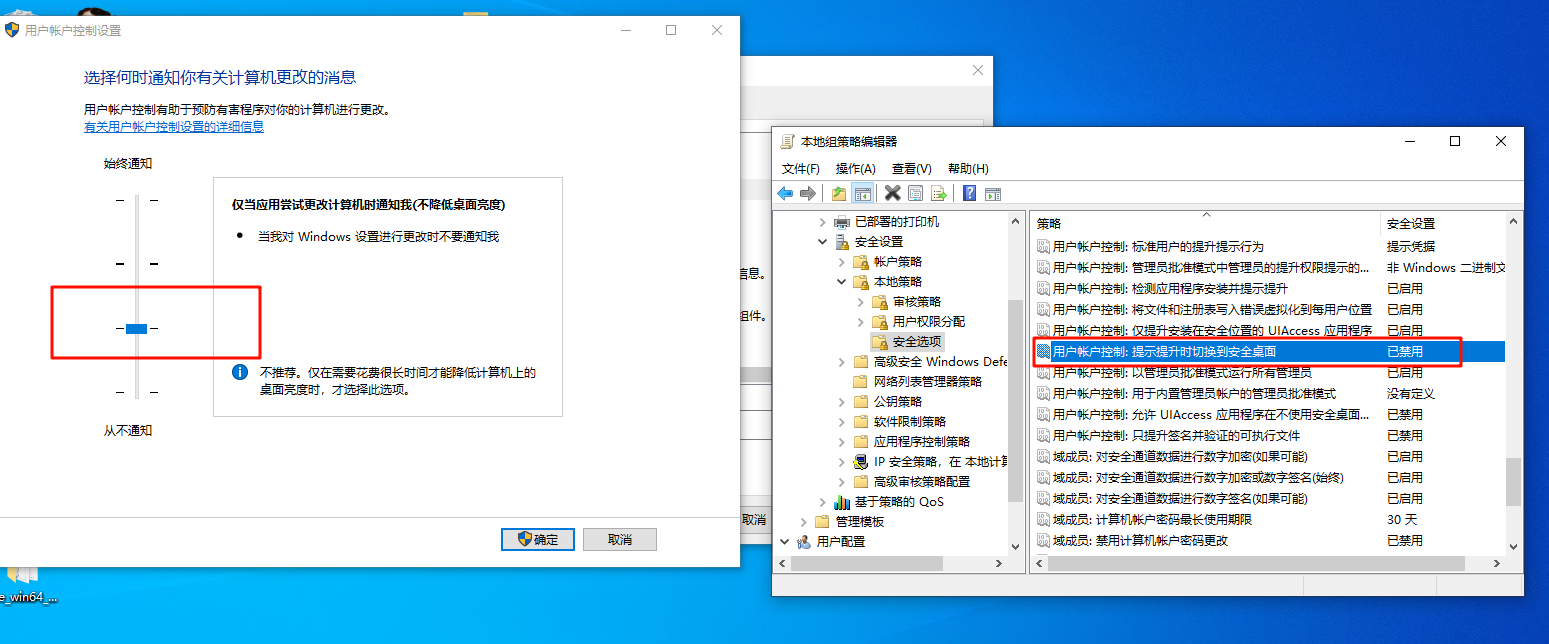 用户帐户控制设置
选择何时通知你有关计算机更改的消息
用户帐户控制有助于预防有害程序对你的计算机进行更改。
有关用户帐户控制设置的详细信息
始终通知
仅当应用尝试更改计算机时通知我(不降低桌面亮度)
当我对 Windows 设置进行更改时不要通知我
不推荐。仅在需要花费很长时间才能降低计算机上的
桌面亮度时，才选择此选项。
从不通知
确定
取消
信息。
组件。
取消
e_win64_...
本地组策略编辑器
文件(F) 操作(A) 查看(V) 帮助(H)
已部署的打印机
安全设置
帐户策略
本地策略
审核策略
用户权限分配
安全选项
高级安全 Windows Defe
网络列表管理器策略
公钥策略
软件限制策略
应用程序控制策略
IP 安全策略，在 本地计算
高级审核策略配置
基于策略的 QoS
管理模板
用户配置
策略 安全设置
用户帐户控制: 标准用户的提升提示行为 提示凭据
用户帐户控制: 管理员批准模式中管理员的提升权限提示的... 非 Windows 二进制文
用户帐户控制: 检测应用程序安装并提示提升 已启用
用户帐户控制: 将文件和注册表写入错误虚拟化到每用户位置 已启用
用户帐户控制: 仅提升安装在安全位置的 UIAccess 应用程序 已启用
用户帐户控制: 提示提升时切换到安全桌面 已禁用
用户帐户控制: 以管理员批准模式运行所有管理员 已启用
用户帐户控制: 用于内置管理员帐户的管理员批准模式 没有定义
用户帐户控制: 允许 UIAccess 应用程序在不使用安全桌面... 已禁用
用户帐户控制: 只提升签名并验证的可执行文件 已禁用
域成员: 对安全通道数据进行数字加密(如果可能) 已启用
域成员: 对安全通道数据进行数字加密或数字签名(始终) 已启用
域成员: 对安全通道数据进行数字签名(如果可能) 已启用
域成员: 计算机帐户密码最长使用期限 30 天
域成员: 禁用计算机帐户密码更改 已禁用